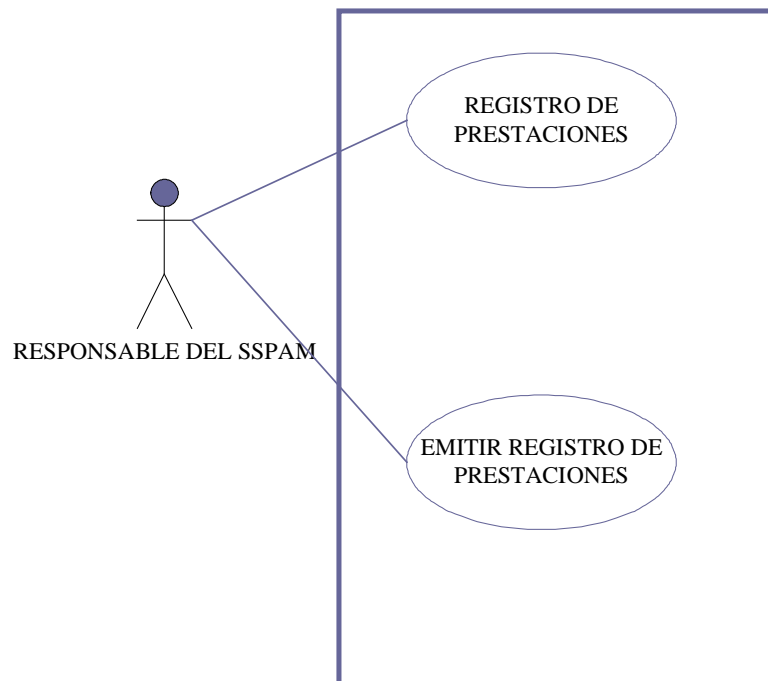 REGISTRO DE
PRESTACIONES
RESPONSABLE DEL SSPAM
EMITIR REGISTRO DE
PRESTACIONES